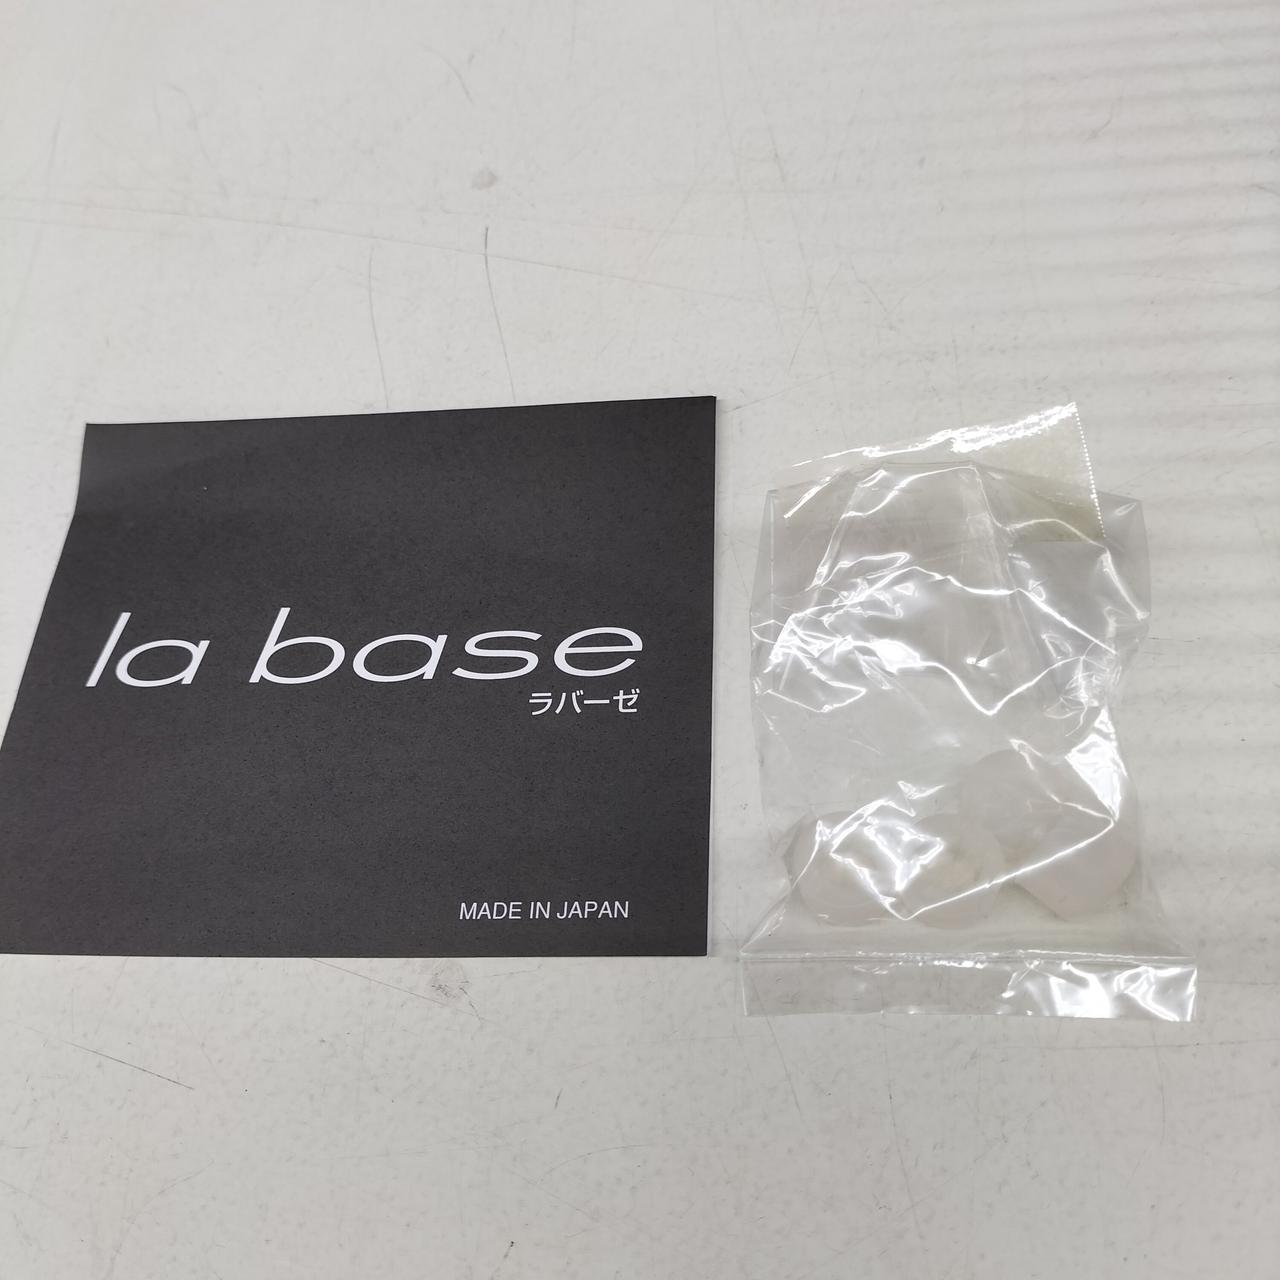 la base
ラバーゼ
MADE IN JAPAN